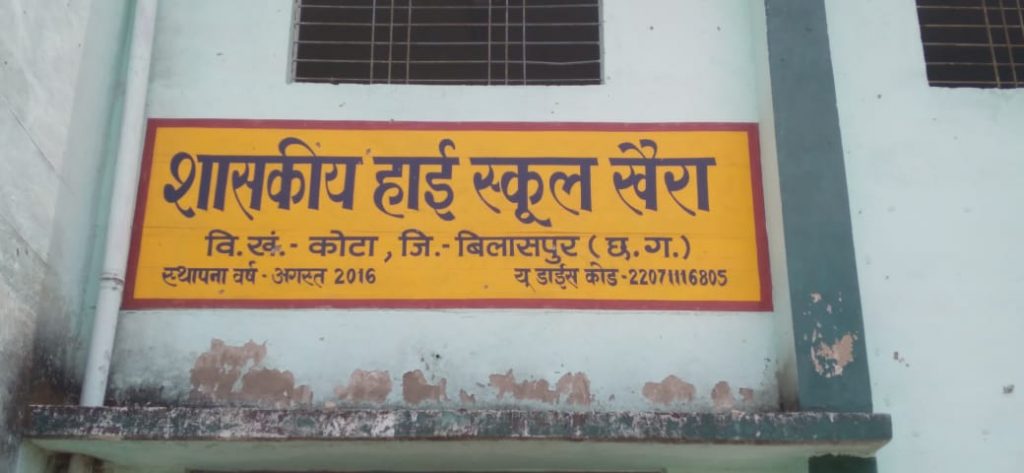 शासकीय हाई स्कूल खैरा
वि.खं.- कोटा, जि.- बिलासपुर (छ.ग.)
स्थापना वर्ष - अगस्त 2016 यू डाईस कोड -22071116805